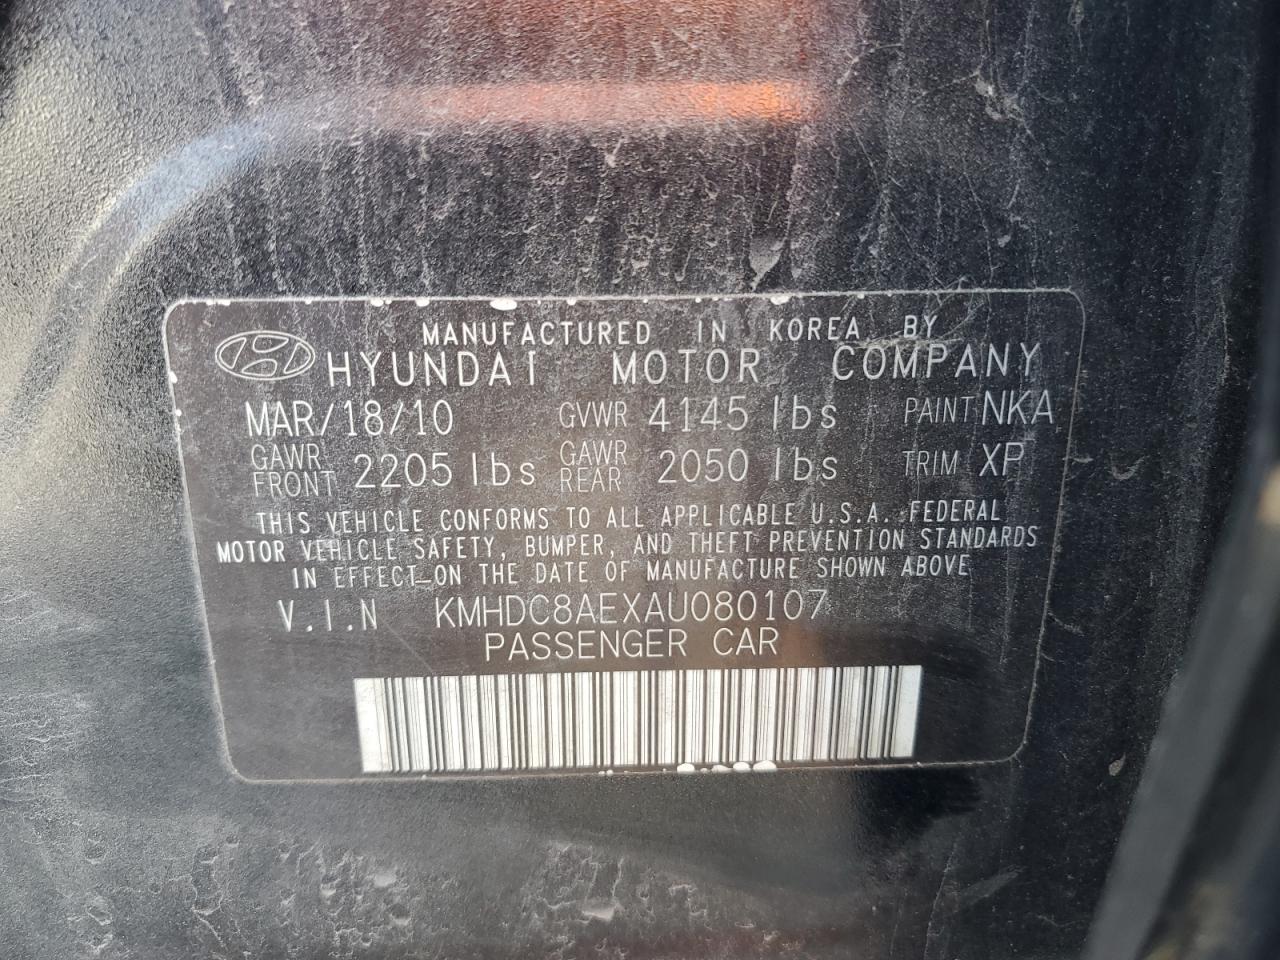 MANUFACTURED IN KOREA BY
HYUNDAI MOTOR COMPANY
MAR/18/10 GVWR 4145 lbs PAINT NKA
GAWR FRONT 2205 lbs GAWR REAR 2050 lbs TRIM XP
THIS VEHICLE CONFORMS TO ALL APPLICABLE U.S.A. FEDERAL
MOTOR VEHICLE SAFETY, BUMPER, AND THEFT PREVENTION STANDARDS
IN EFFECT ON THE DATE OF MANUFACTURE SHOWN ABOVE
V.I.N KMHDC8AEXAU080107
PASSENGER CAR